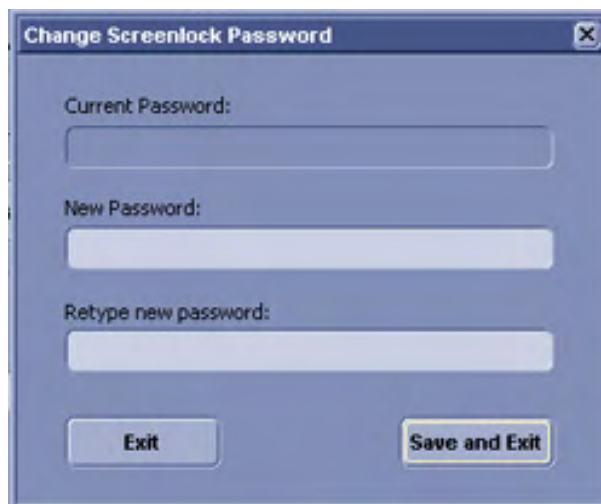 Change Screenlock Password
Current Password:
New Password:
Retype new password:
Exit
Save and Exit